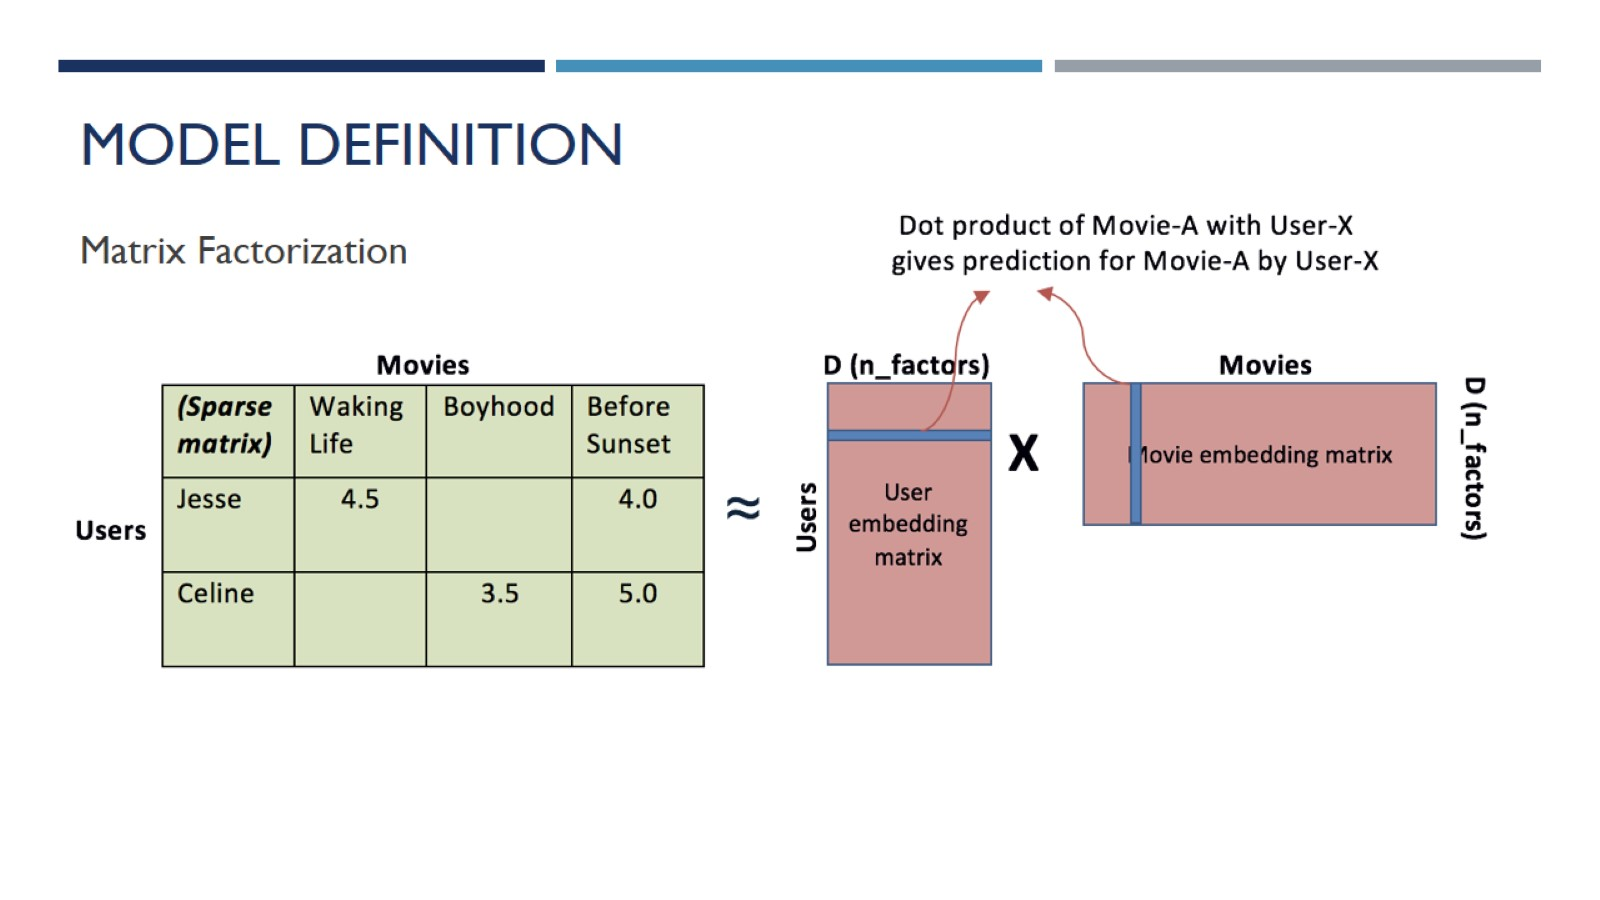 MODEL DEFINITION
Matrix Factorization
Dot product of Movie-A with User-X
gives prediction for Movie-A by User-X
Movies
(Sparse matrix)
Waking Life
Boyhood
Before Sunset
Users
Jesse
4.5
4.0
Celine
3.5
5.0
≈
D (n_factors)
Users
User
embedding
matrix
X
Movies
Movie embedding matrix
D (n_factors)